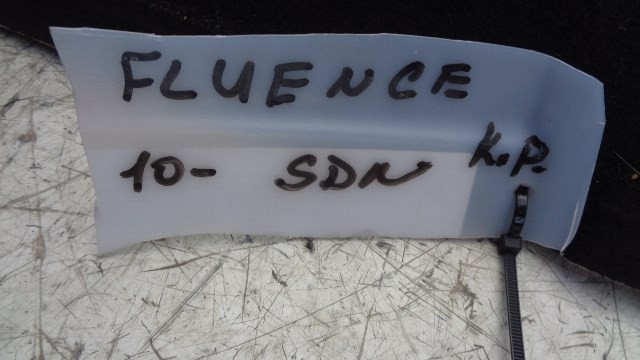 FLUENCE
10- SDN K.P.